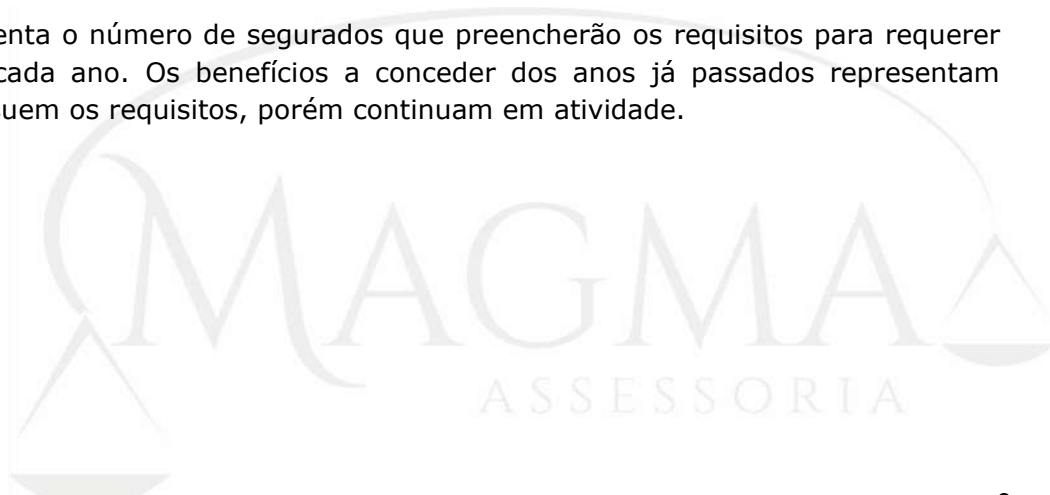 enta o número de segurados que preencherão os requisitos para requerer
cada ano. Os benefícios a conceder dos anos já passados representam
suem os requisitos, porém continuam em atividade.
MAGMA
ASSESSORIA